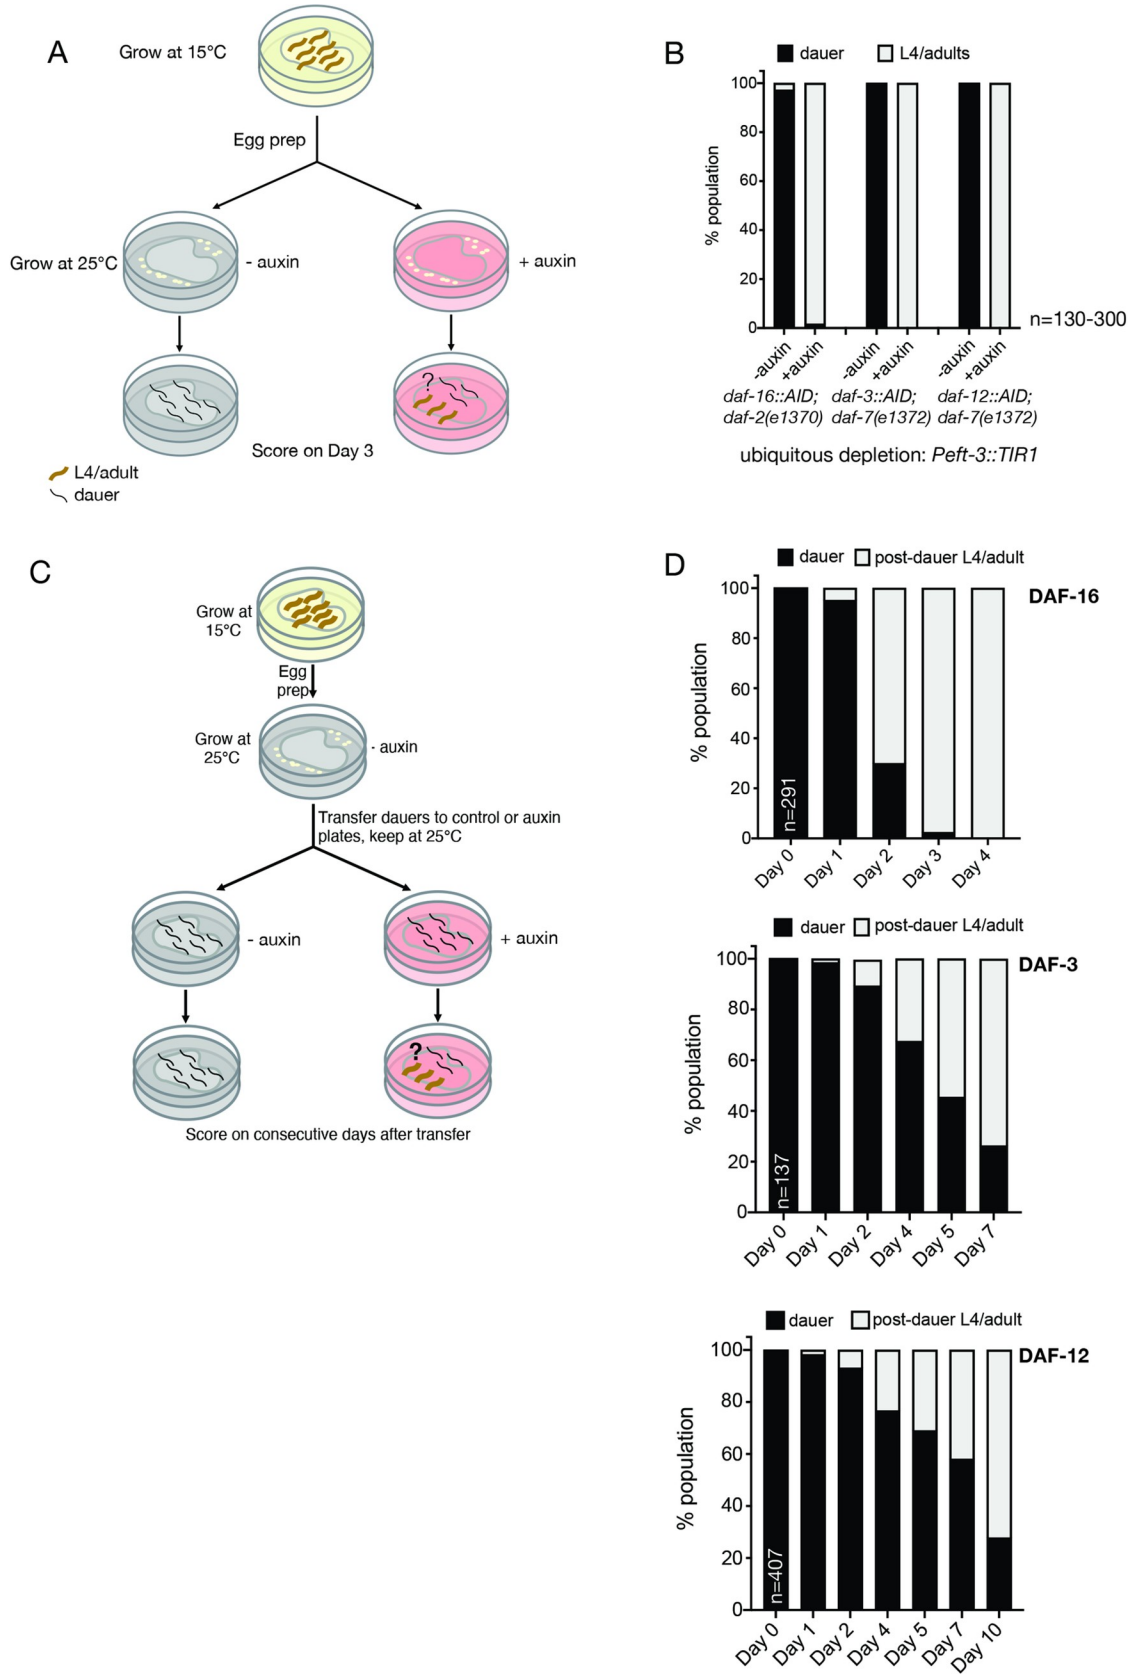 A
Grow at 15°C
Egg prep
Grow at 25°C
- auxin
+ auxin
?
Score on Day 3
L4/adult
dauer
B
dauer
L4/adults
% population
100
80
60
40
20
0
-auxin
+auxin
-auxin
+auxin
-auxin
+auxin
n=130-300
daf-16::AID; daf-3::AID; daf-12::AID;
daf-2(e1370) daf-7(e1372) daf-7(e1372)
ubiquitous depletion: Peft-3::TIR1
C
Grow at
15°C
Egg
prep
Grow at
25°C
- auxin
Transfer dauers to control or auxin
plates, keep at 25°C
- auxin
+ auxin
?
Score on consecutive days after transfer
D
dauer
post-dauer L4/adult
DAF-16
% population
100
80
60
40
20
0
n=291
Day 0
Day 1
Day 2
Day 3
Day 4
dauer
post-dauer L4/adult
DAF-3
% population
100
80
60
40
20
0
n=137
Day 0
Day 1
Day 2
Day 4
Day 5
Day 7
dauer
post-dauer L4/adult
DAF-12
% population
100
80
60
40
20
0
n=407
Day 0
Day 1
Day 2
Day 4
Day 5
Day 7
Day 10